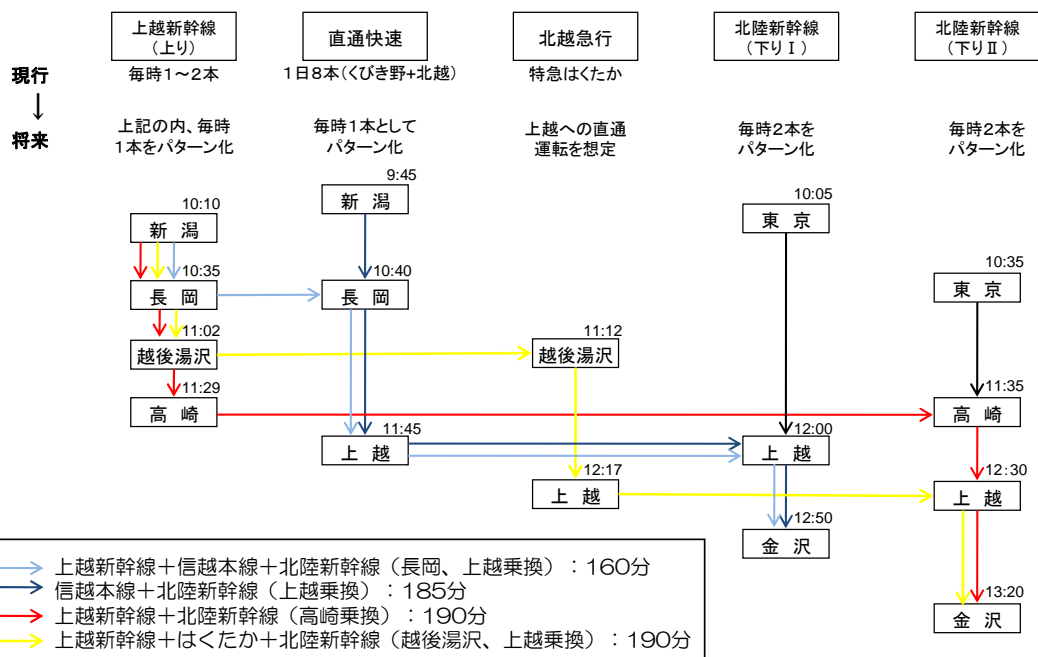 上越新幹線
(上り)
直通快速
北越急行
北陸新幹線
(下りⅠ)
北陸新幹線
(下りⅡ)
現行
↓
将来
毎時1~2本
1日8本(くびき野+北越)
特急はくたか
上記の内、毎時
1本をパターン化
毎時1本として
パターン化
上越への直通
運転を想定
毎時2本を
パターン化
毎時2本を
パターン化
10:10
新 潟
10:35
長 岡
11:02
越後湯沢
11:29
高 崎
9:45
新 潟
10:40
長 岡
11:45
上 越
11:12
越後湯沢
12:17
上 越
10:05
東 京
12:00
上 越
12:50
金 沢
10:35
東 京
11:35
高 崎
12:30
上 越
13:20
金 沢
上越新幹線+信越本線+北陸新幹線(長岡、上越乗換):160分
信越本線+北陸新幹線(上越乗換):185分
上越新幹線+北陸新幹線(高崎乗換):190分
上越新幹線+はくたか+北陸新幹線(越後湯沢、上越乗換):190分